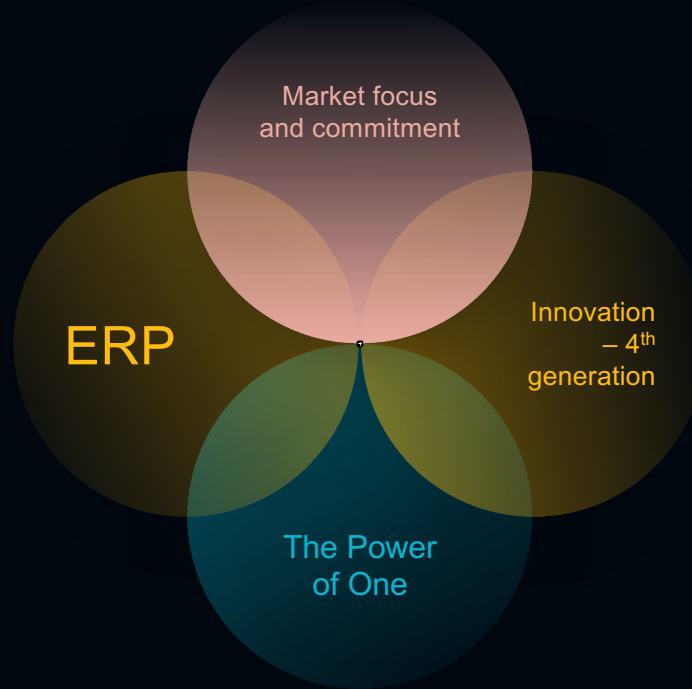 Market focus
and commitment
ERP
Innovation
– 4th
generation
The Power
of One